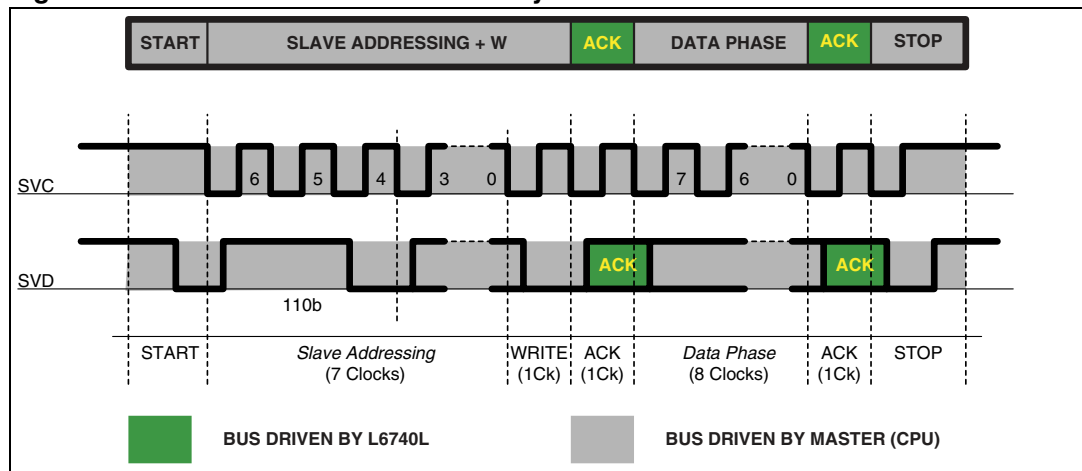 START SLAVE ADDRESSING + W ACK DATA PHASE ACK STOP
SVC 6 5 4 3 0 7 6 0
SVD ACK ACK
110b
START Slave Addressing WRITE ACK Data Phase ACK STOP
(7 Clocks) (1Ck) (1Ck) (8 Clocks) (1Ck)
BUS DRIVEN BY L6740L BUS DRIVEN BY MASTER (CPU)